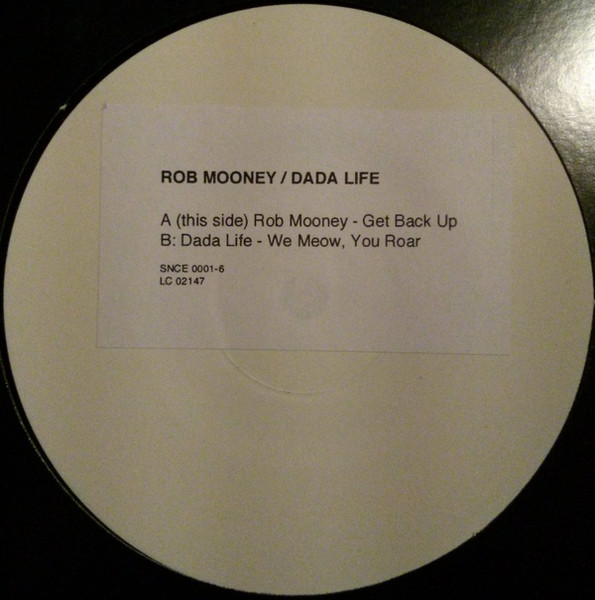 ROB MOONEY / DADA LIFE
A (this side) Rob Mooney - Get Back Up
B: Dada Life - We Meow, You Roar
SNCE 0001-6
LC 02147